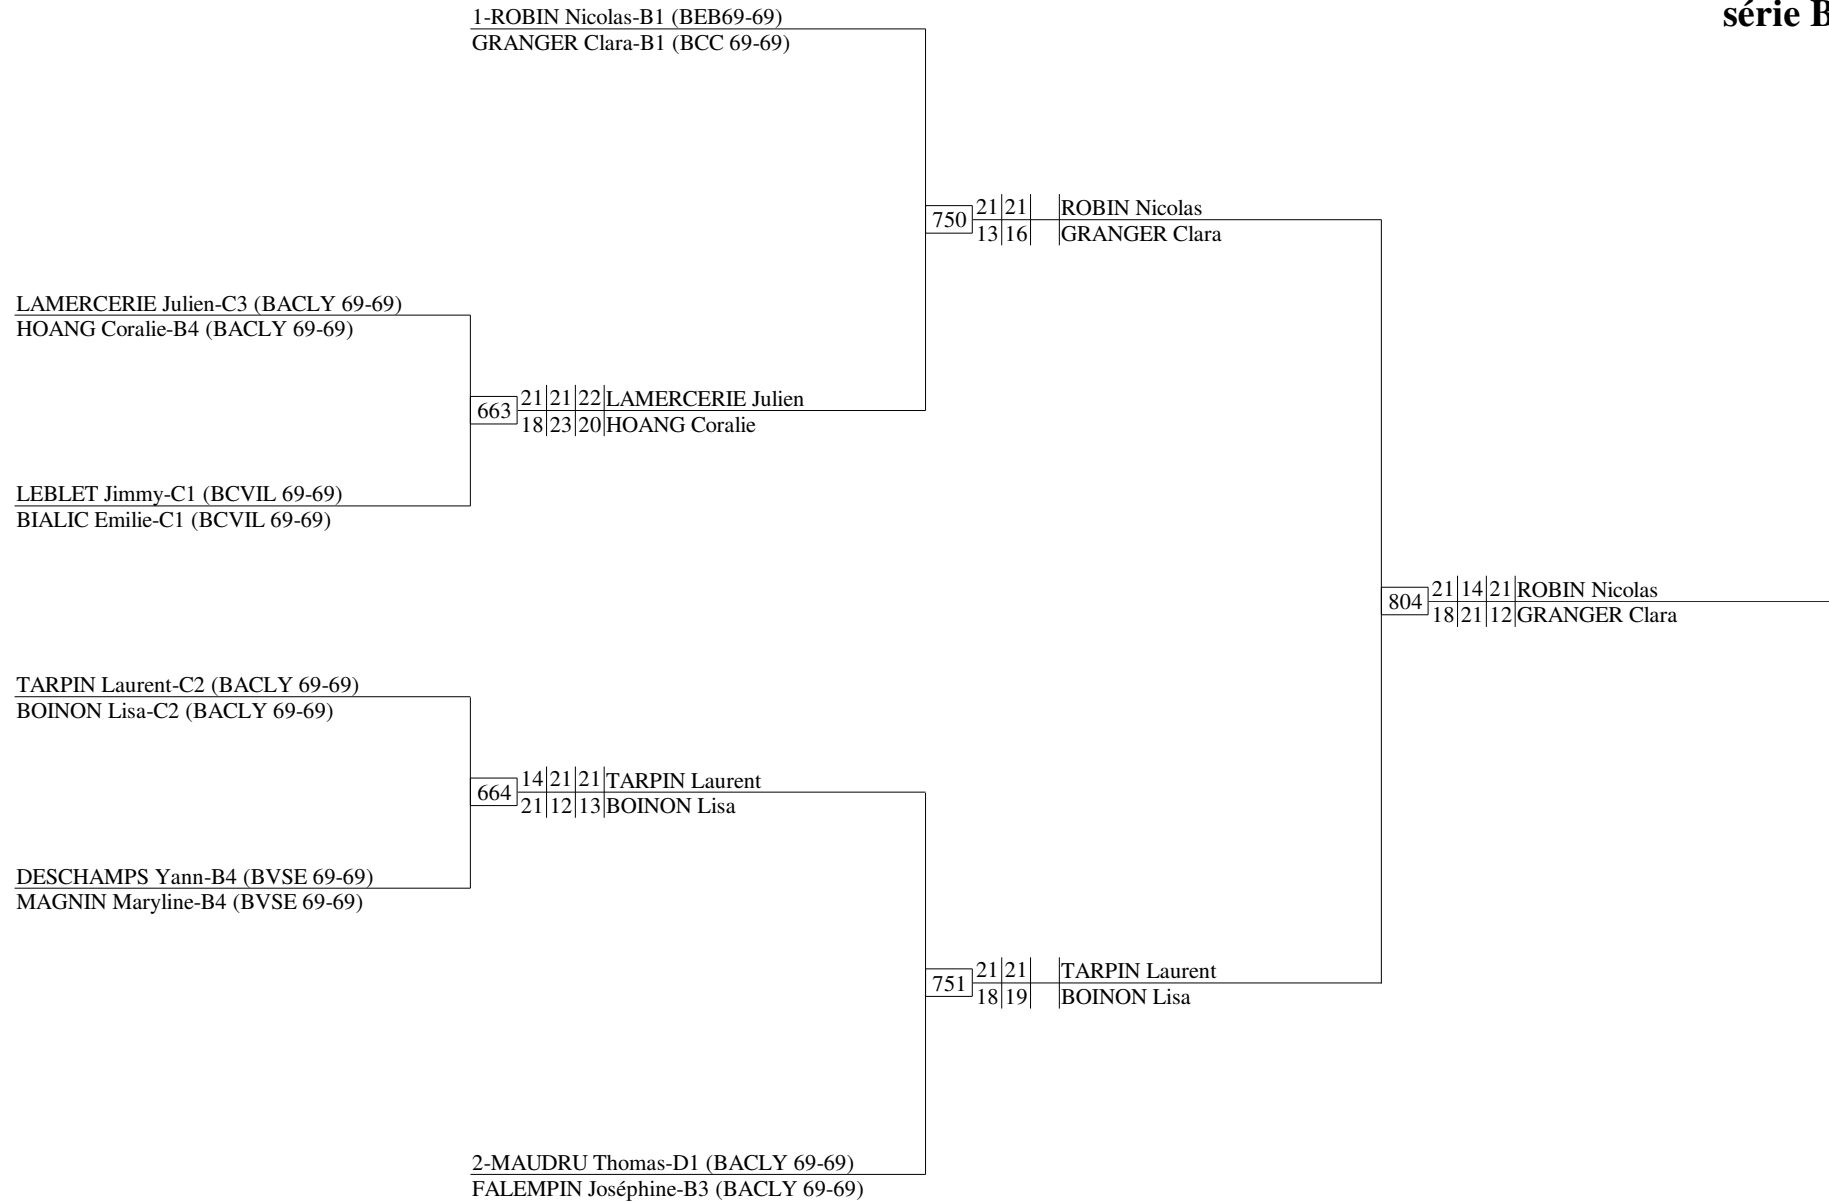 série B
1-ROBIN Nicolas-B1 (BEB69-69)
GRANGER Clara-B1 (BCC 69-69)
750 21 21 ROBIN Nicolas
13 16 GRANGER Clara
LAMERCERIE Julien-C3 (BACLY 69-69)
HOANG Coralie-B4 (BACLY 69-69)
663 21 21 22 LAMERCERIE Julien
18 23 20 HOANG Coralie
LEBLET Jimmy-C1 (BCVIL 69-69)
BIALIC Emilie-C1 (BCVIL 69-69)
804 21 14 21 ROBIN Nicolas
18 21 12 GRANGER Clara
TARPIN Laurent-C2 (BACLY 69-69)
BOINON Lisa-C2 (BACLY 69-69)
664 14 21 21 TARPIN Laurent
21 12 13 BOINON Lisa
DESCHAMPS Yann-B4 (BVSE 69-69)
MAGNIN Maryline-B4 (BVSE 69-69)
751 21 21 TARPIN Laurent
18 19 BOINON Lisa
2-MAUDRU Thomas-D1 (BACLY 69-69)
FALEMPIN Joséphine-B3 (BACLY 69-69)